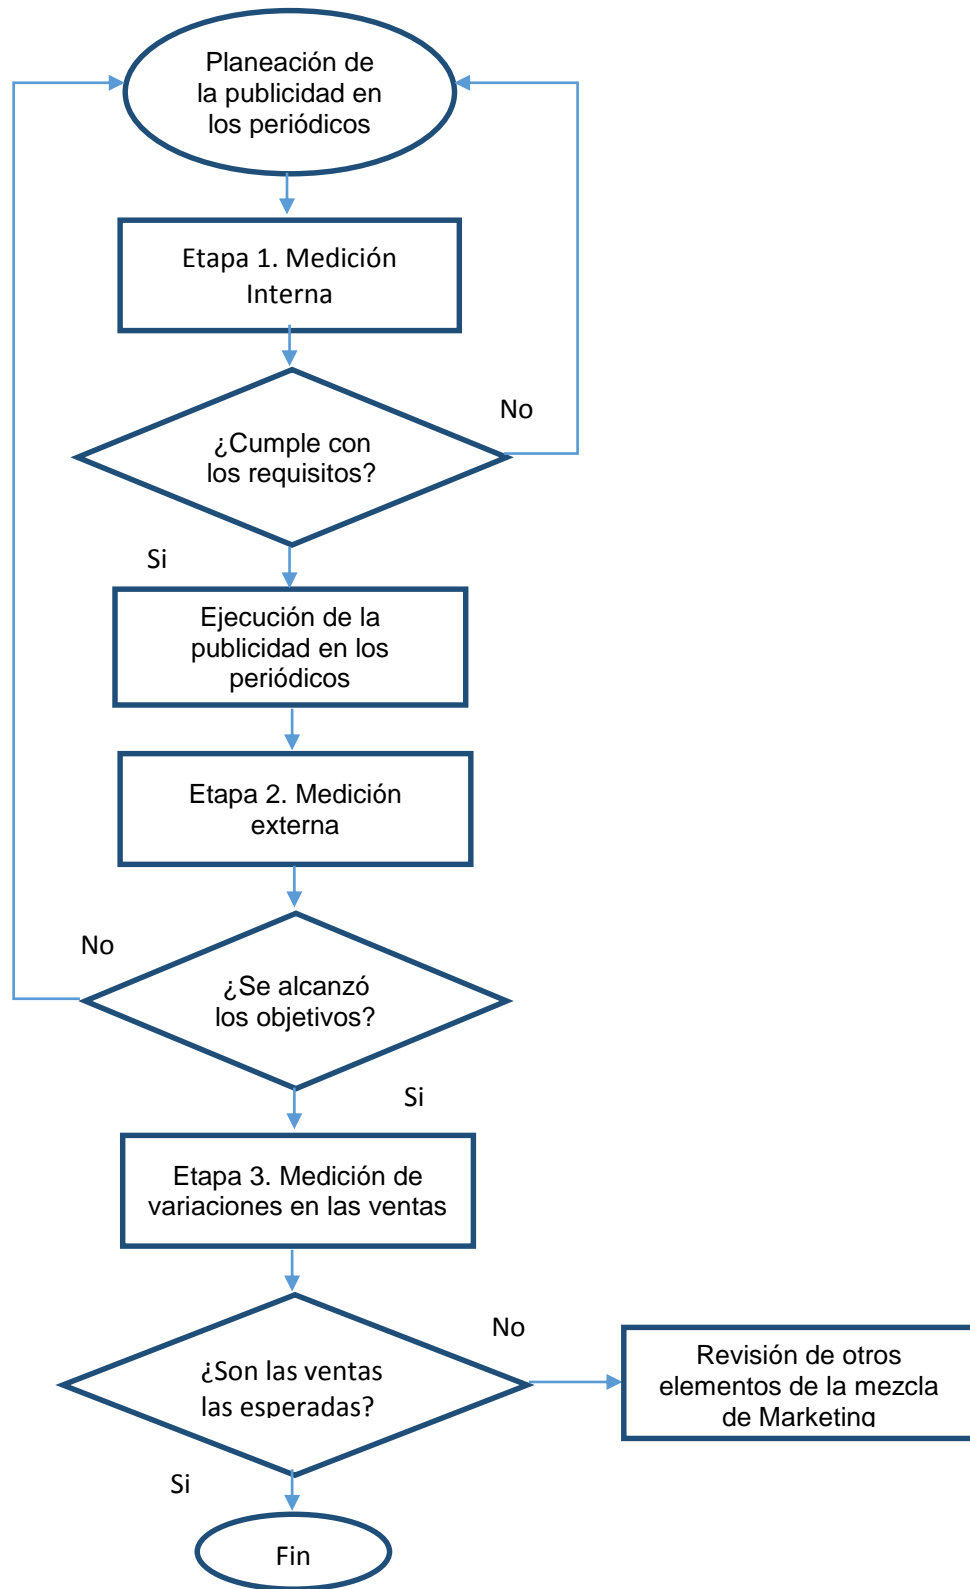 Planeación de
la publicidad en
los periódicos
Etapa 1. Medición
Interna
No
¿Cumple con
los requisitos?
Si
Ejecución de la
publicidad en los
periódicos
Etapa 2. Medición
externa
No
¿Se alcanzó
los objetivos?
Si
Etapa 3. Medición de
variaciones en las ventas
No
¿Son las ventas
las esperadas?
Revisión de otros
elementos de la mezcla
de Marketing
Si
Fin